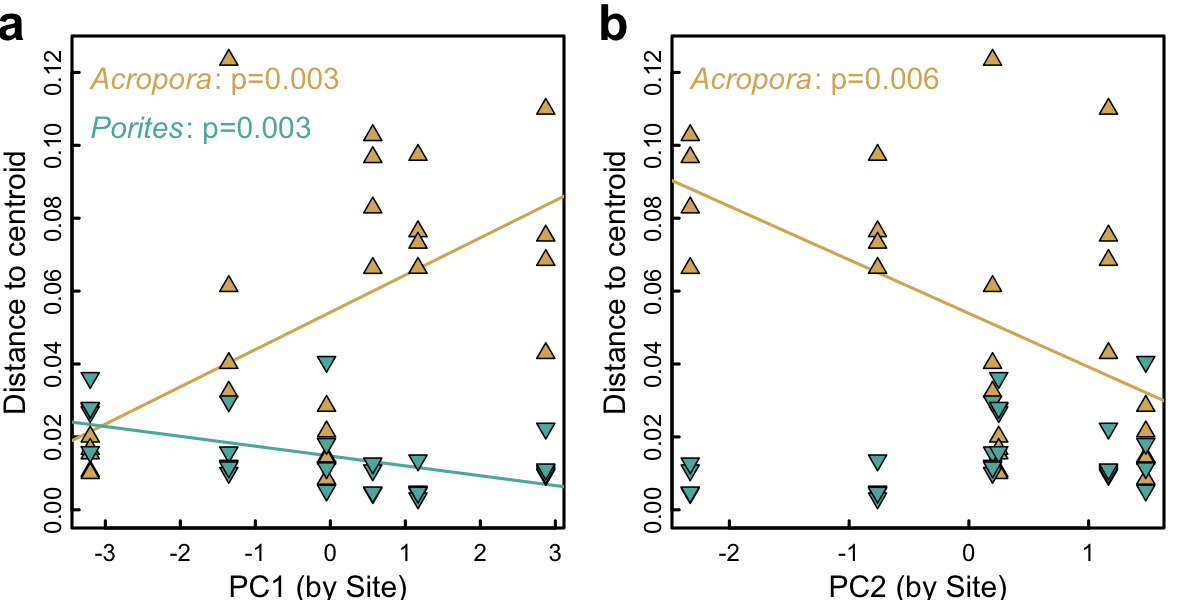 a
Acropora: p=0.003
Porites: p=0.003
Distance to centroid
0.00 0.02 0.04 0.06 0.08 0.10 0.12
-3 -2 -1 0 1 2 3
PC1 (by Site)
b
Acropora: p=0.006
Distance to centroid
0.00 0.02 0.04 0.06 0.08 0.10 0.12
-2 -1 0 1
PC2 (by Site)